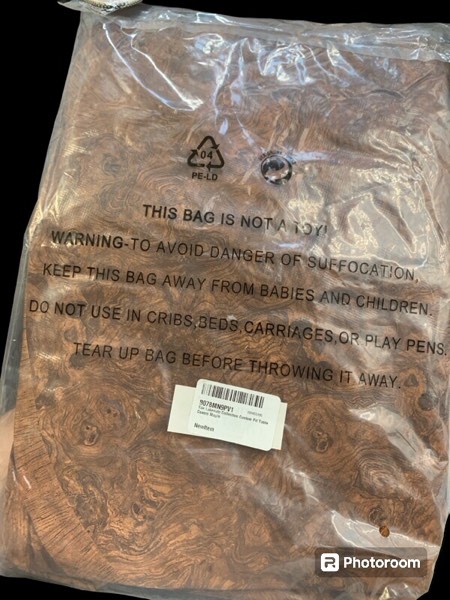 04
PE-LD
THIS BAG IS NOT A TOY!
WARNING-TO AVOID DANGER OF SUFFOCATION,
KEEP THIS BAG AWAY FROM BABIES AND CHILDREN.
DO NOT USE IN CRIBS,BEDS,CARRIAGES,OR PLAY PENS.
TEAR UP BAG BEFORE THROWING IT AWAY.
Photoroom